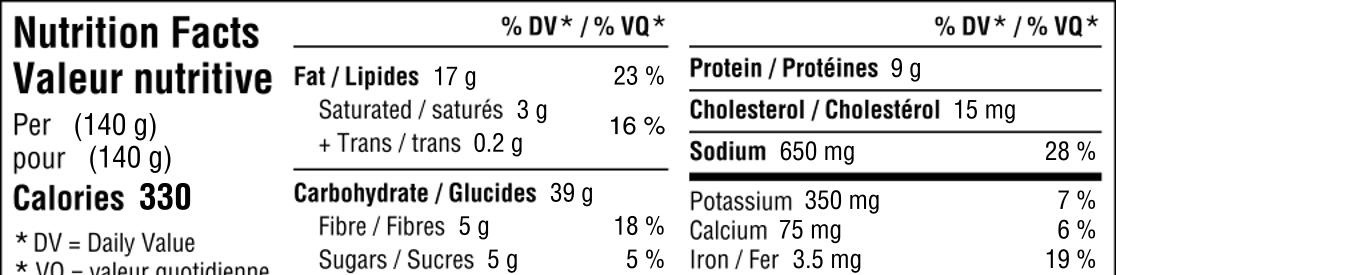 Nutrition Facts
Valeur nutritive
Per (140 g)
pour (140 g)
Calories 330
* DV = Daily Value
* VQ = valeur quotidienne
% DV* / % VQ*
Fat / Lipides 17 g 23 %
Saturated / saturés 3 g
+ Trans / trans 0.2 g
16 %
Carbohydrate / Glucides 39 g
Fibre / Fibres 5 g 18 %
Sugars / Sucres 5 g 5 %
% DV* / % VQ*
Protein / Protéines 9 g
Cholesterol / Cholestérol 15 mg
Sodium 650 mg 28 %
Potassium 350 mg 7 %
Calcium 75 mg 6 %
Iron / Fer 3.5 mg 19 %